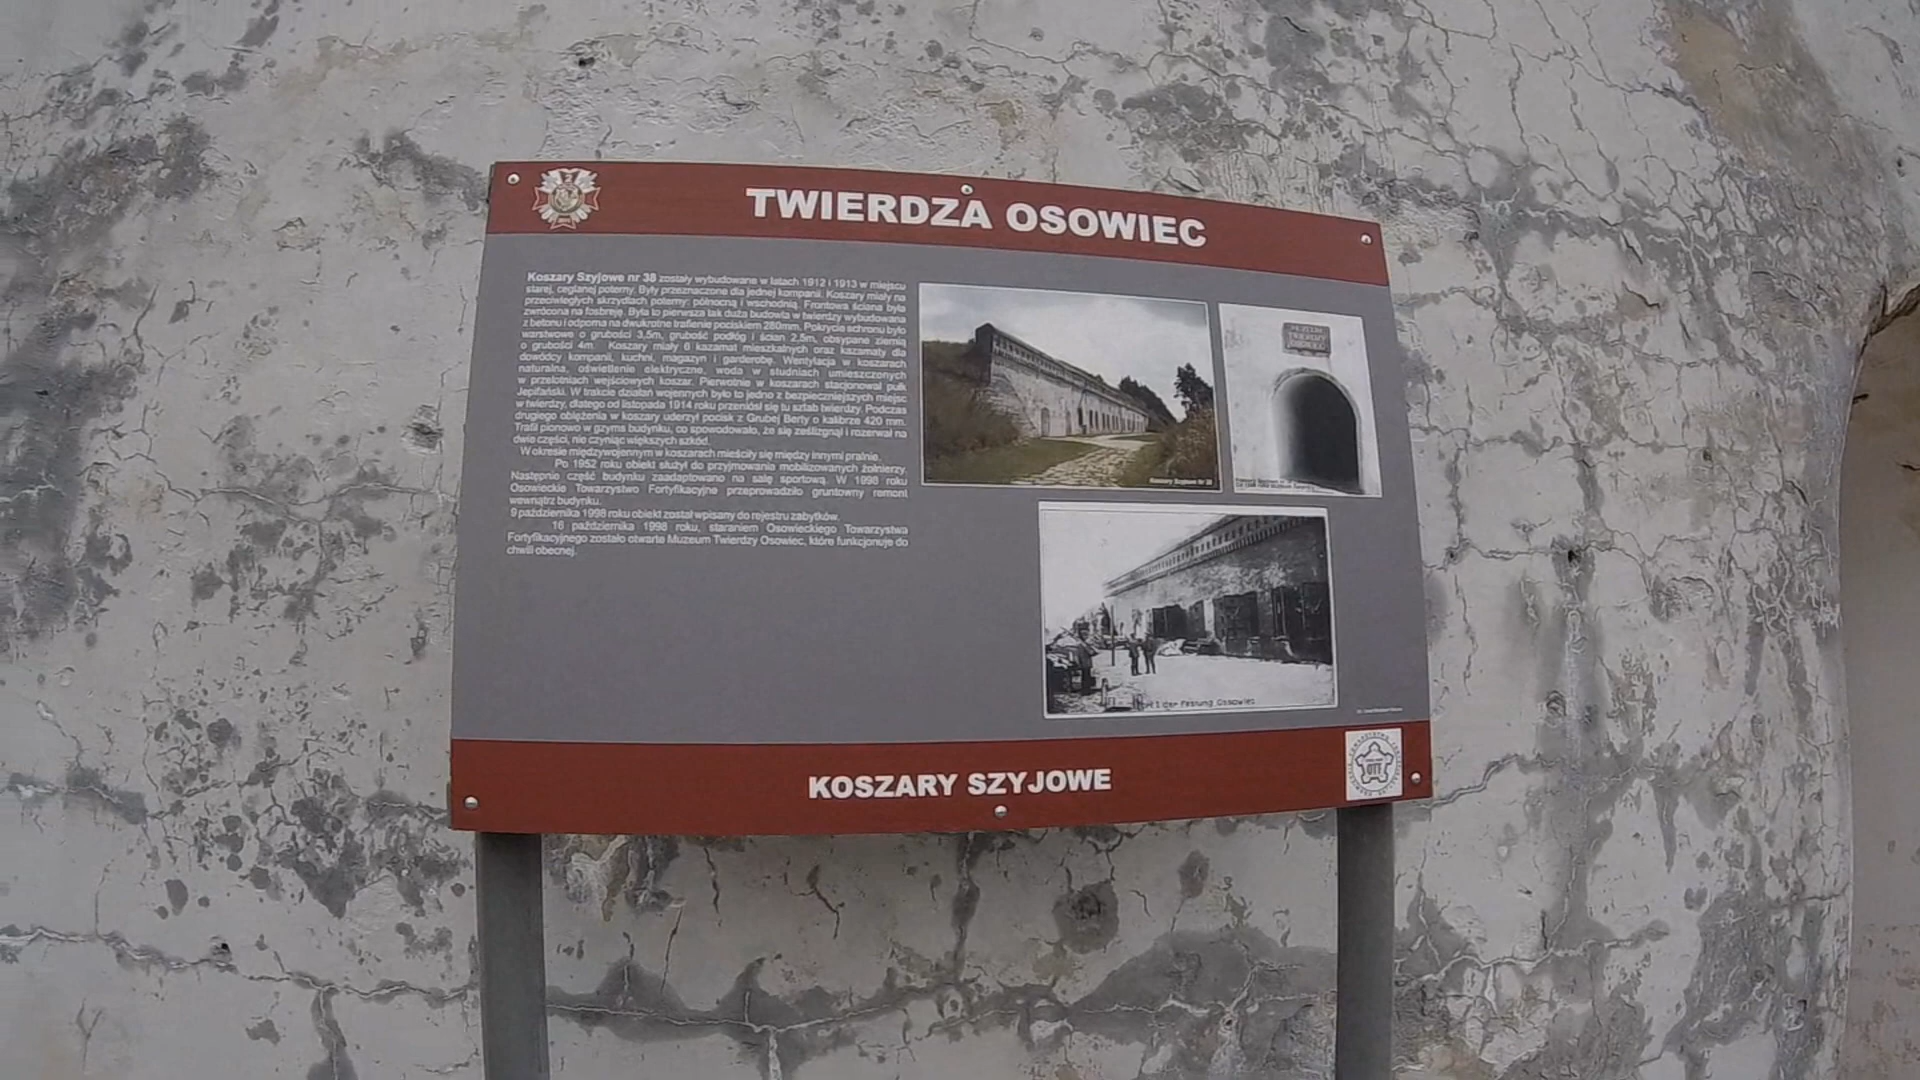 TWIERDZA OSOWIEC
Koszary Szyjowe nr 38 zostały wybudowane w latach 1912 i 1913 w miejscu
starej, ceglanej poterny. Były przeznaczone dla jednej kompanii. Koszary miały na
przeciwległych skrzydłach poterny: północną i wschodnią. Frontowa ściana była
zwrócona na fosbreję. Była to pierwsza tak duża budowla w twierdzy wybudowana
z betonu i odporna na dwukrotne trafienie pociskiem 280mm. Pokrycie schronu było
warstwowe o grubości 3,5m, grubość podłóg i ścian 2,5m, obsypane ziemią
o grubości 4m. Koszary miały 6 kazamat mieszkalnych oraz kazamaty dla
dowódcy kompanii, kuchni, magazyn i garderobę. Wentylacja w koszarach
naturalna, oświetlenie elektryczne, woda w studniach umieszczonych
w przelotniach wejściowych koszar. Pierwotnie w koszarach stacjonował pułk
Jepifański. W trakcie działań wojennych było to jedno z bezpieczniejszych miejsc
w twierdzy, dlatego od listopada 1914 roku przeniósł się tu sztab twierdzy. Podczas
drugiego oblężenia w koszary uderzył pocisk z Grubej Berty o kalibrze 420 mm.
Trafił pionowo w gzyms budynku, co spowodowało, że się ześlizgnął i rozerwał na
dwie części, nie czyniąc większych szkód.
W okresie międzywojennym w koszarach mieściły się między innymi pralnie.
Po 1952 roku obiekt służył do przyjmowania mobilizowanych żołnierzy.
Następnie część budynku zaadaptowano na salę sportową. W 1998 roku
Osowieckie Towarzystwo Fortyfikacyjne przeprowadziło gruntowny remont
wewnątrz budynku.
9 października 1998 roku obiekt został wpisany do rejestru zabytków.
16 października 1998 roku, staraniem Osowieckiego Towarzystwa
Fortyfikacyjnego zostało otwarte Muzeum Twierdzy Osowiec, które funkcjonuje do
chwili obecnej.
Koszary Szyjowe Nr 38
MUZEUM
TWIERDZY
OSOWIEC
der Festung Ossowiec
KOSZARY SZYJOWE
OTF